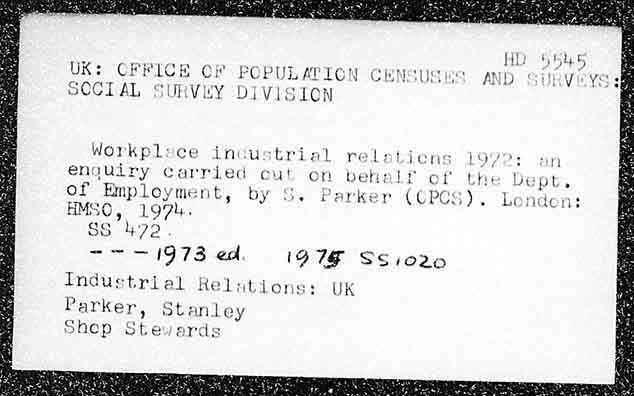 HD 5545
UK: OFFICE OF POPULATION CENSUSES AND SURVEYS:
SOCIAL SURVEY DIVISION
Workplace industrial relations 1972: an
enquiry carried out on behalf of the Dept.
of Employment, by S. Parker (OPCS). London:
HMSO, 1974.
SS 472.
--- 1973 ed. 1975 SS1020
Industrial Relations: UK
Parker, Stanley
Shop Stewards